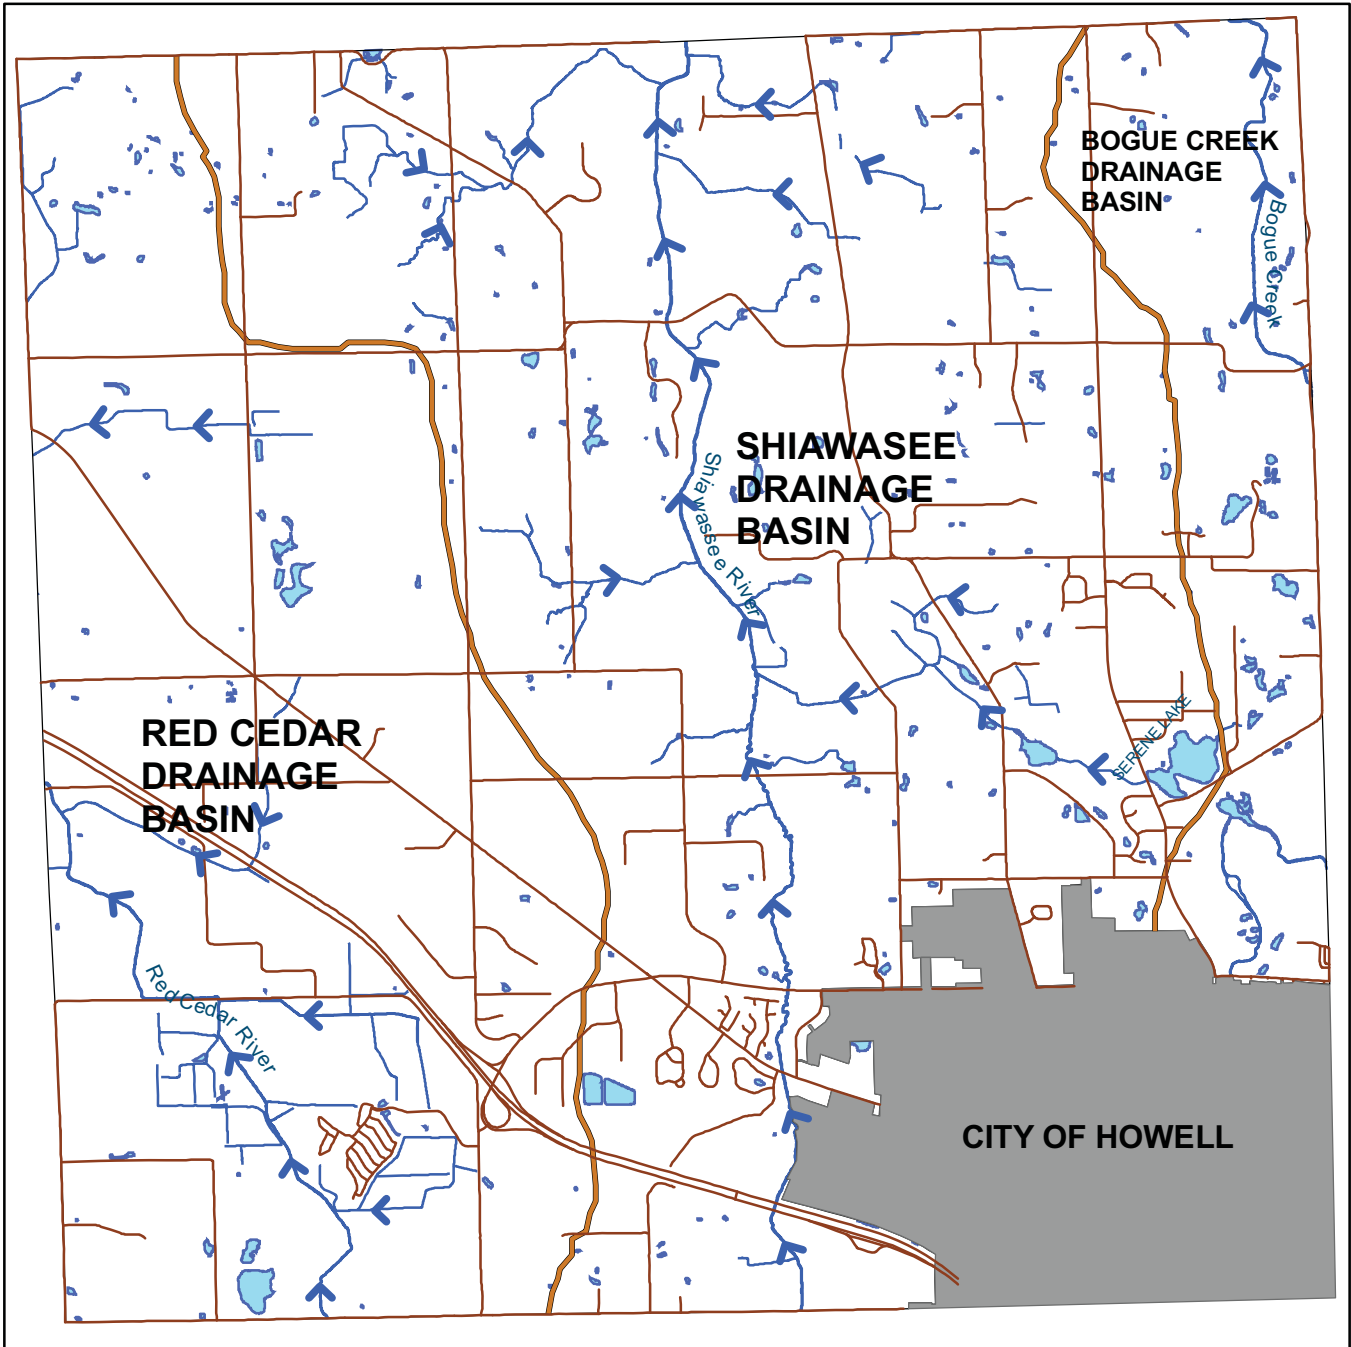 BOGUE CREEK
DRAINAGE
BASIN
Bogue Creek
SHIAWASEE
DRAINAGE
BASIN
Shiawassee River
SERENE LAKE
RED CEDAR
DRAINAGE
BASIN
Red Cedar River
CITY OF HOWELL